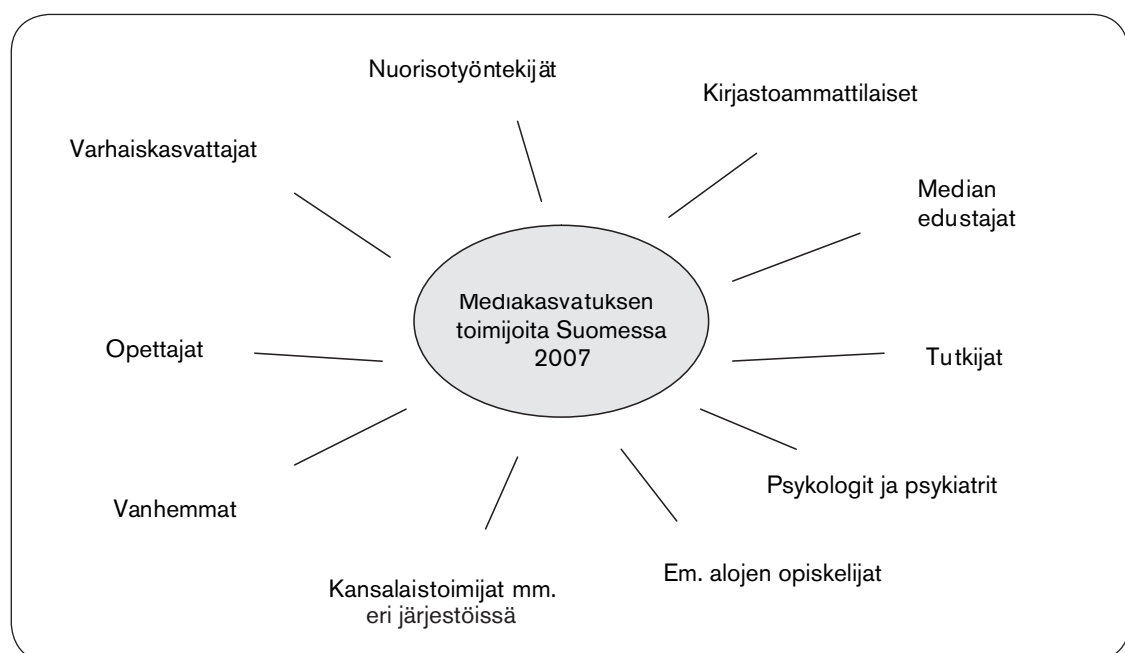 Nuorisotyöntekijät
Kirjastoammattilaiset
Varhaiskasvattajat
Median
edustajat
Mediakasvatuksen
toimijoita Suomessa
2007
Opettajat
Tutkijat
Vanhemmat
Psykologit ja psykiatrit
Kansalaistoimijat mm.
eri järjestöissä
Em. alojen opiskelijat